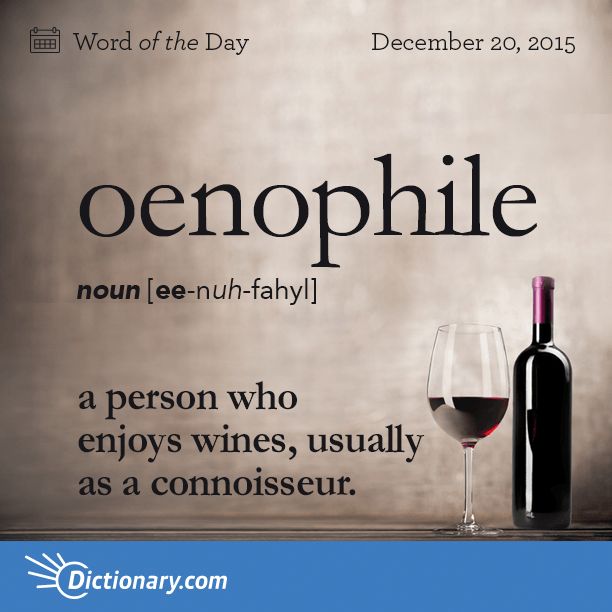 Word of the Day
December 20, 2015
oenophile
noun [ee-nuh-fahyl]
a person who
enjoys wines, usually
as a connoisseur.
Dictionary.com